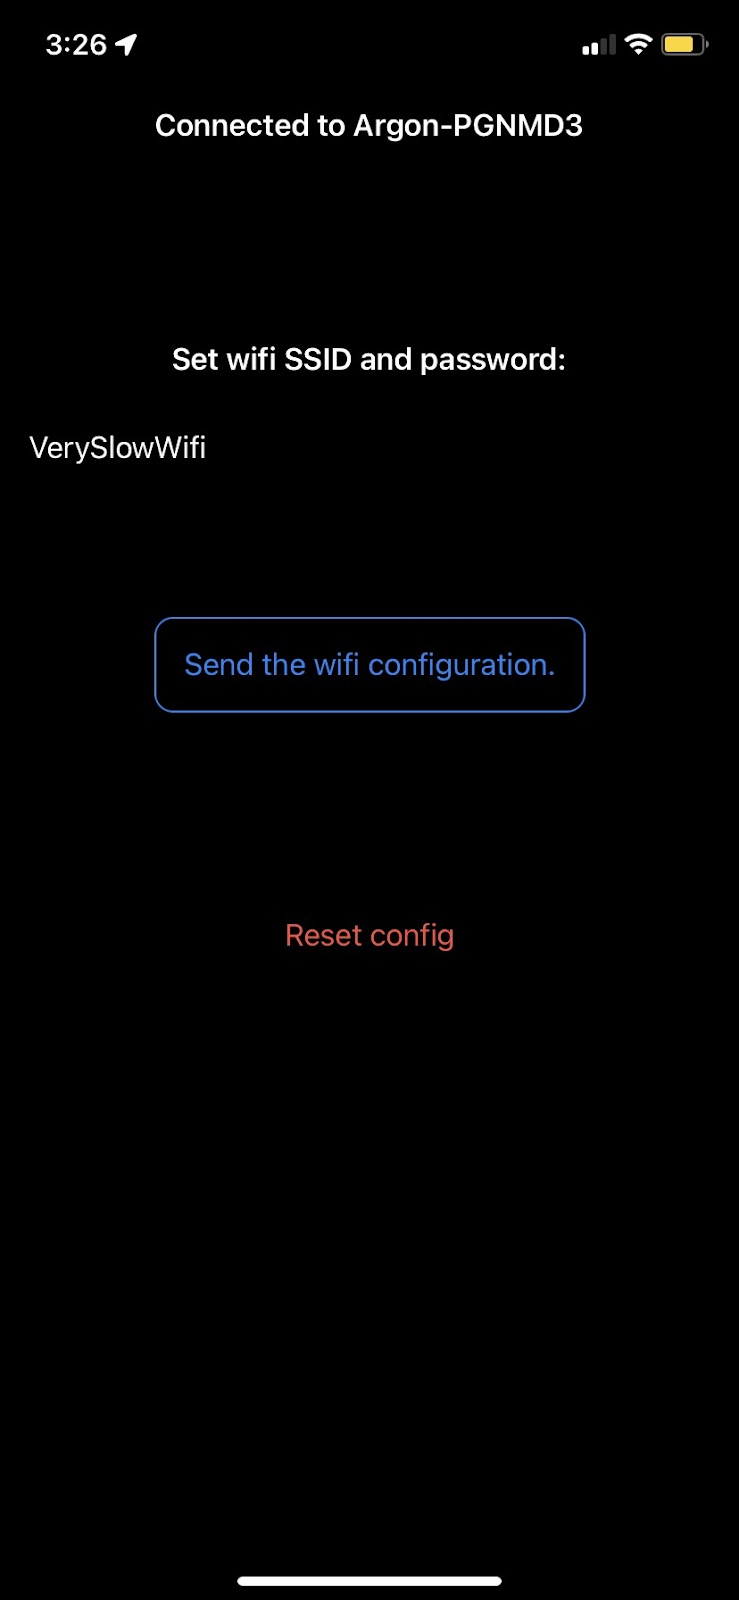 3:26
Connected to Argon-PGNMD3
Set wifi SSID and password:
VerySlowWifi
Send the wifi configuration.
Reset config